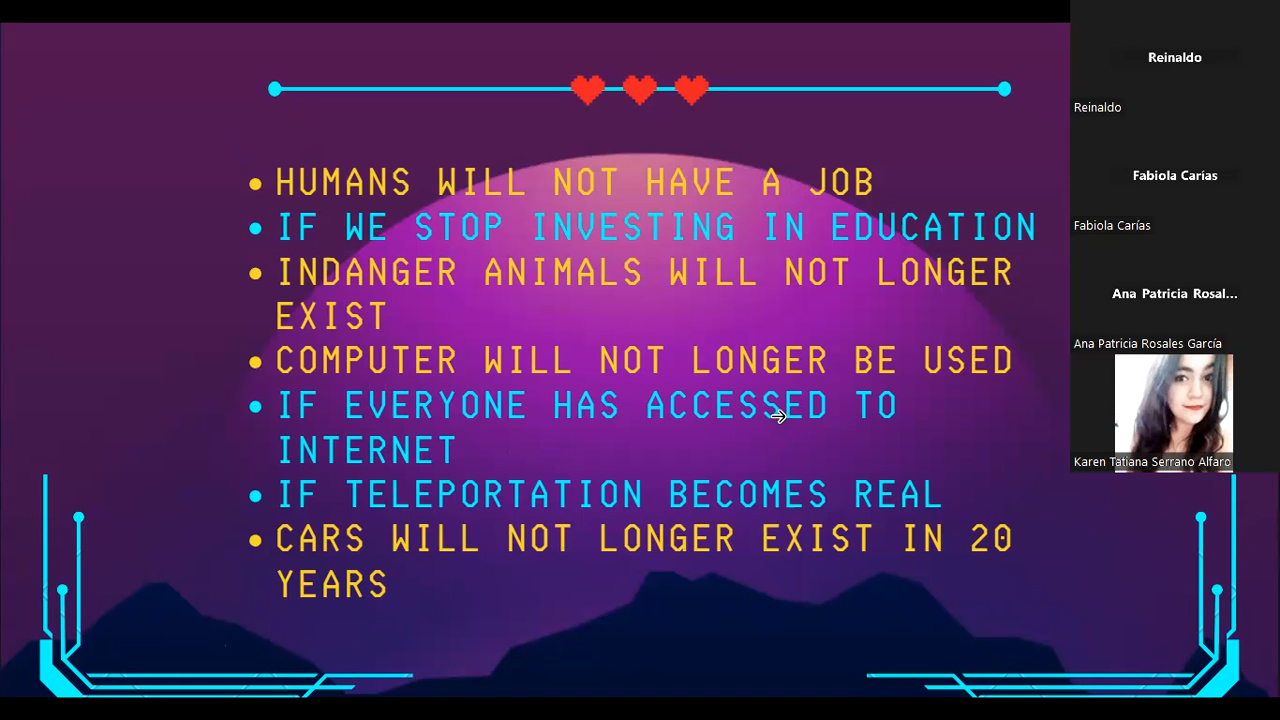 HUMANS WILL NOT HAVE A JOB
IF WE STOP INVESTING IN EDUCATION
INDANGER ANIMALS WILL NOT LONGER
EXIST
COMPUTER WILL NOT LONGER BE USED
IF EVERYONE HAS ACCESSED TO
INTERNET
IF TELEPORTATION BECOMES REAL
CARS WILL NOT LONGER EXIST IN 20
YEARS
Reinaldo
Reinaldo
Fabiola Carias
Fabiola Carías
Ana Patricia Rosal...
Ana Patricia Rosales García
Karen Tatiana Serrano Alfaro